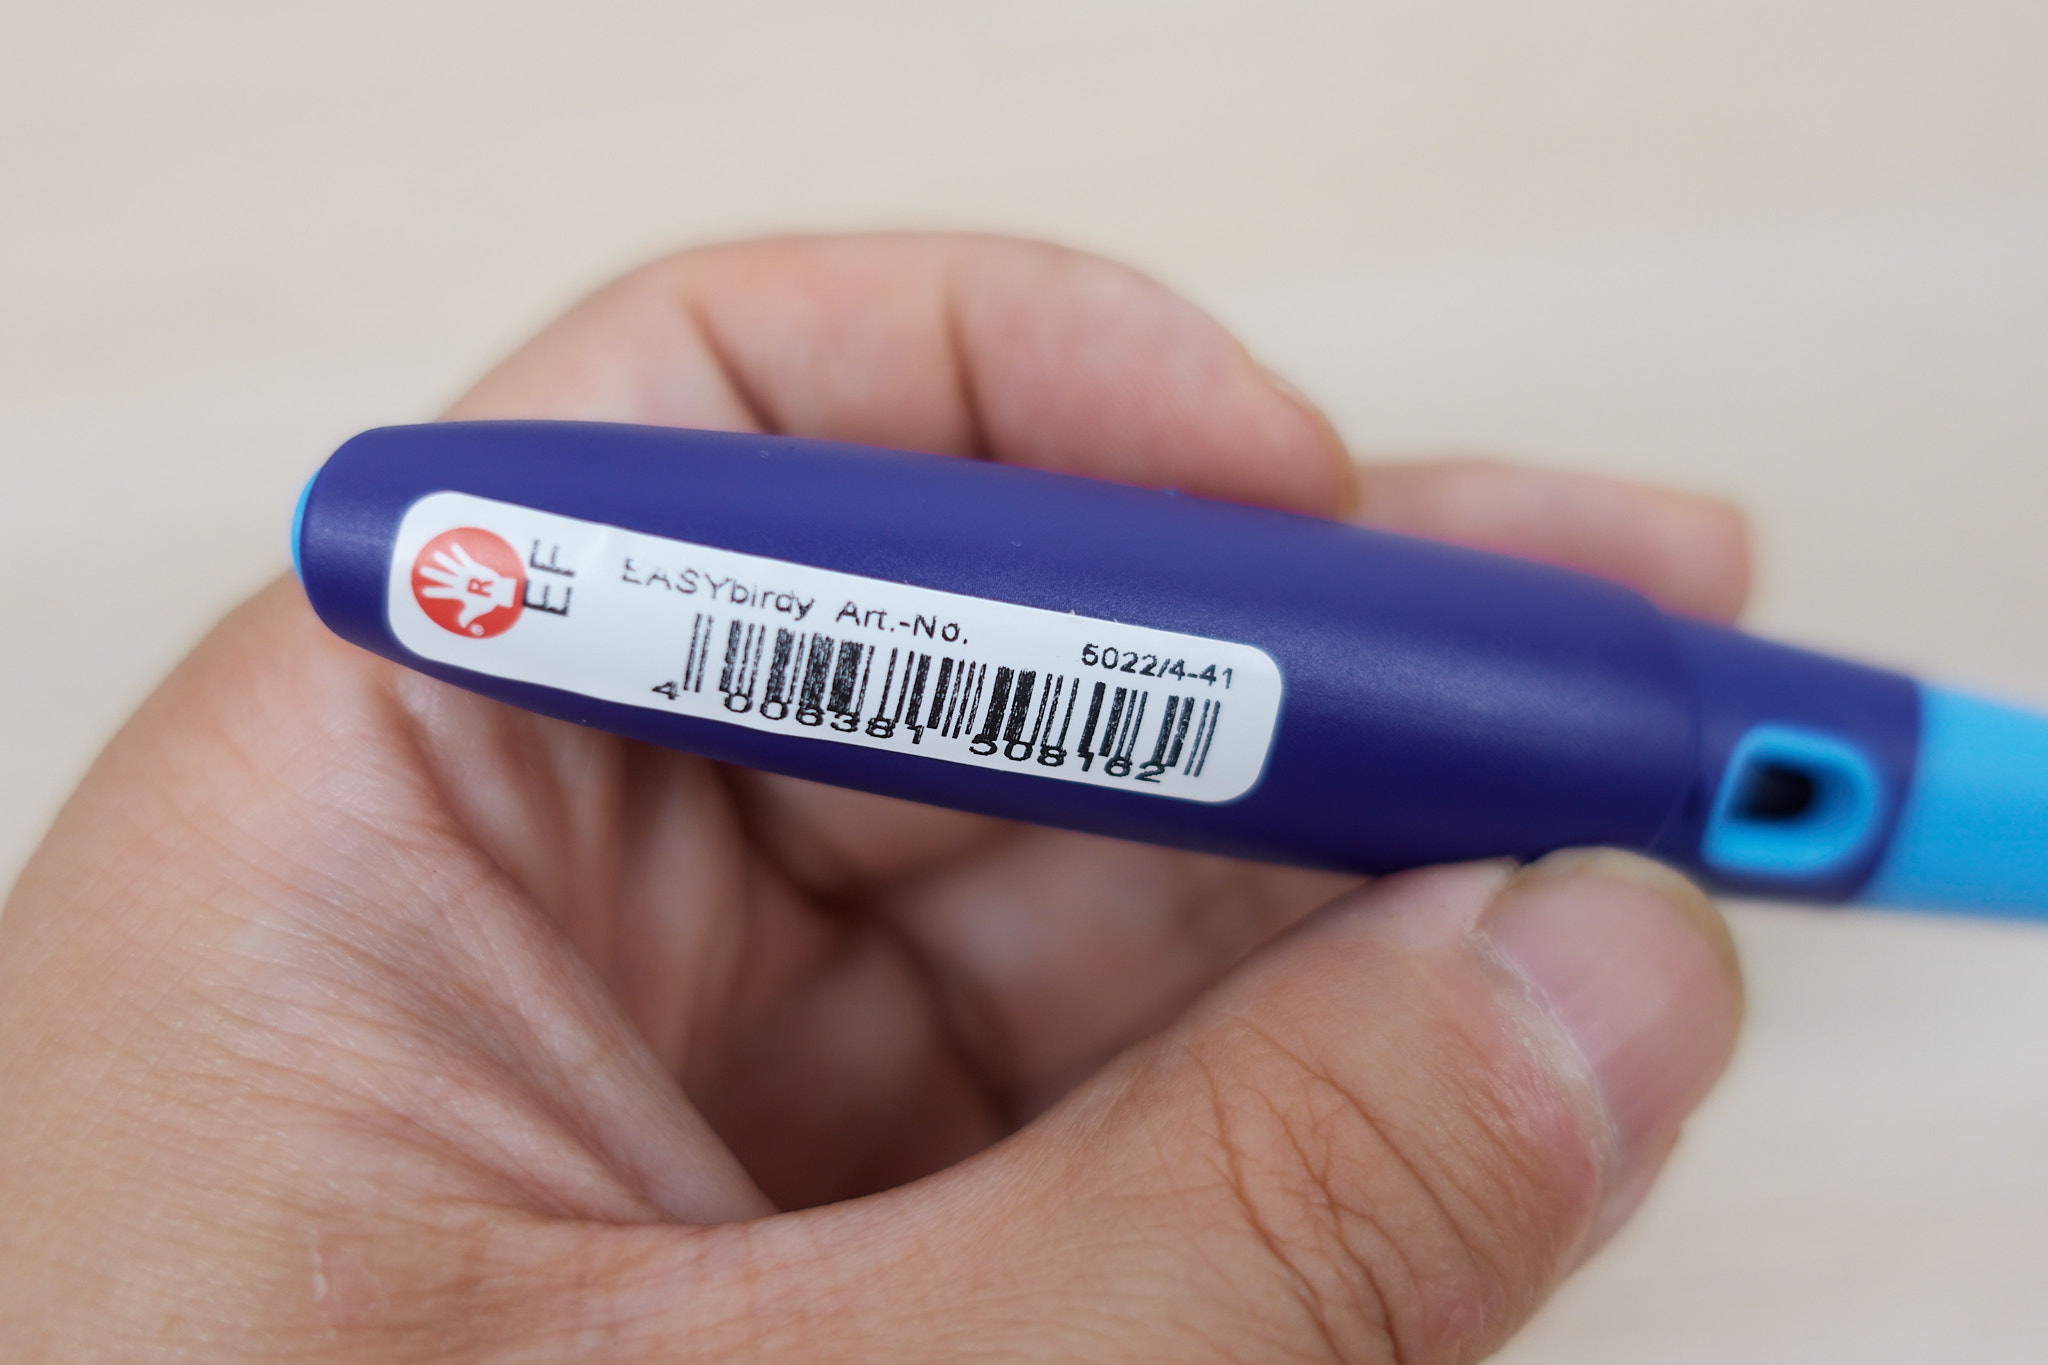 R
EF
EASYbirdy Art.-No.
5022/4-41
4 006381 508162